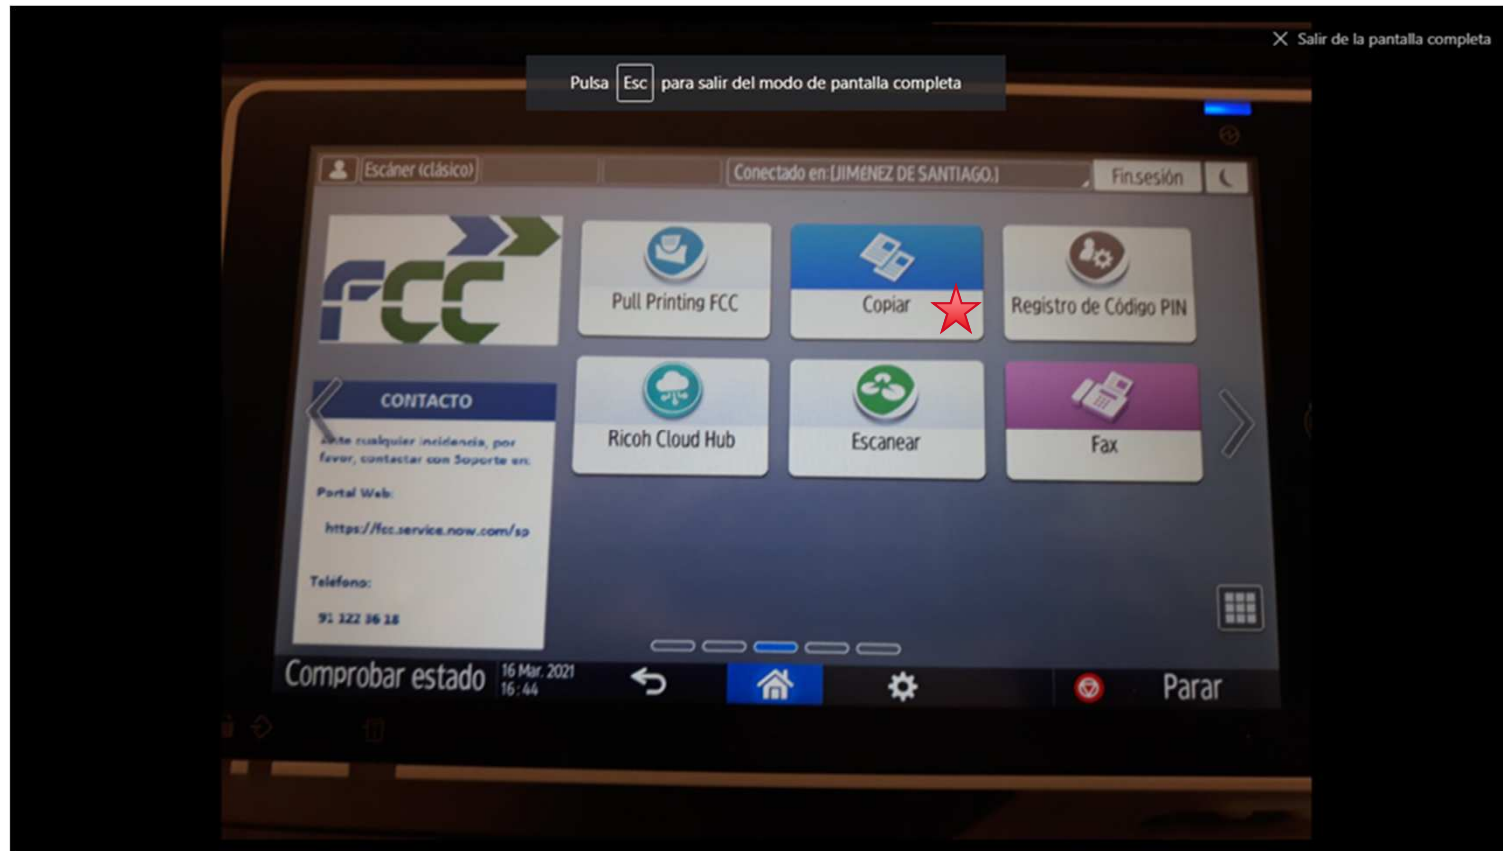 Salir de la pantalla completa
Pulsa Esc para salir del modo de pantalla completa
Escáner (clásico)
Conectado en:[JIMENEZ DE SANTIAGO.]
Fin.sesión
FCC
Pull Printing FCC
Copiar
Registro de Código PIN
CONTACTO
Ante cualquier incidencia, por
favor, contactar con Soporte en:
Portal Web:
https://fcc.service.now.com/sp
Teléfono:
91 122 36 18
Ricoh Cloud Hub
Escanear
Fax
Comprobar estado
16 Mar. 2021
16:44
Parar